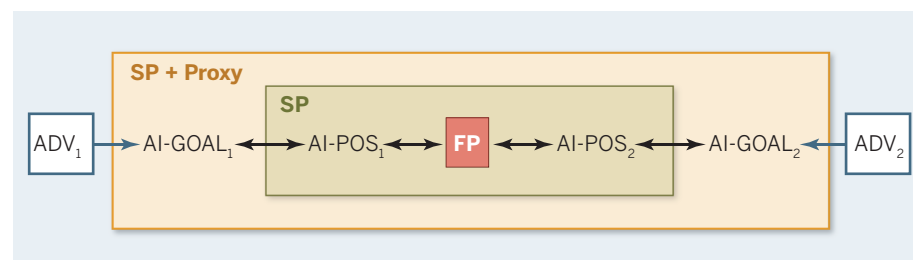 SP + Proxy
SP
ADV₁ AI-GOAL₁ AI-POS₁ FP AI-POS₂ AI-GOAL₂ ADV₂